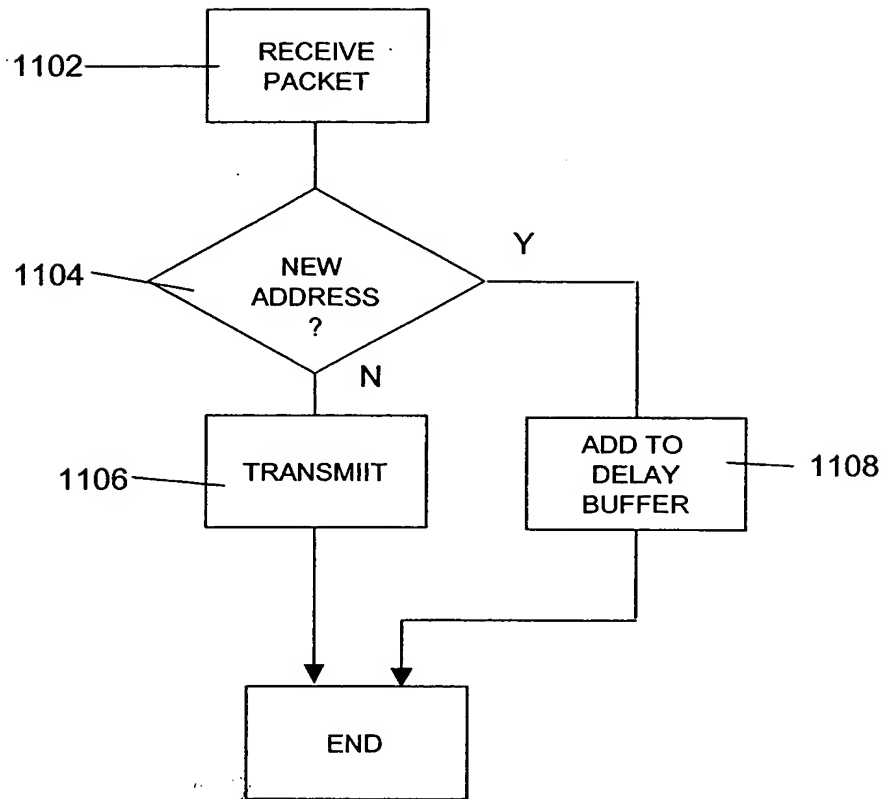 1102
RECEIVE
PACKET
1104
NEW
ADDRESS
?
Y
N
1106
TRANSMIIT
ADD TO
DELAY
BUFFER
1108
END